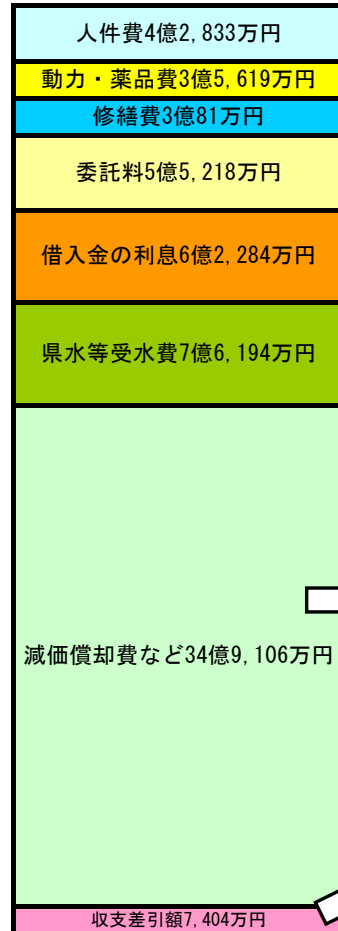 人件費4億2,833万円
動力・薬品費3億5,619万円
修繕費3億81万円
委託料5億5,218万円
借入金の利息6億2,284万円
県水等受水費7億6,194万円
減価償却費など34億9,106万円
収支差引額7,404万円